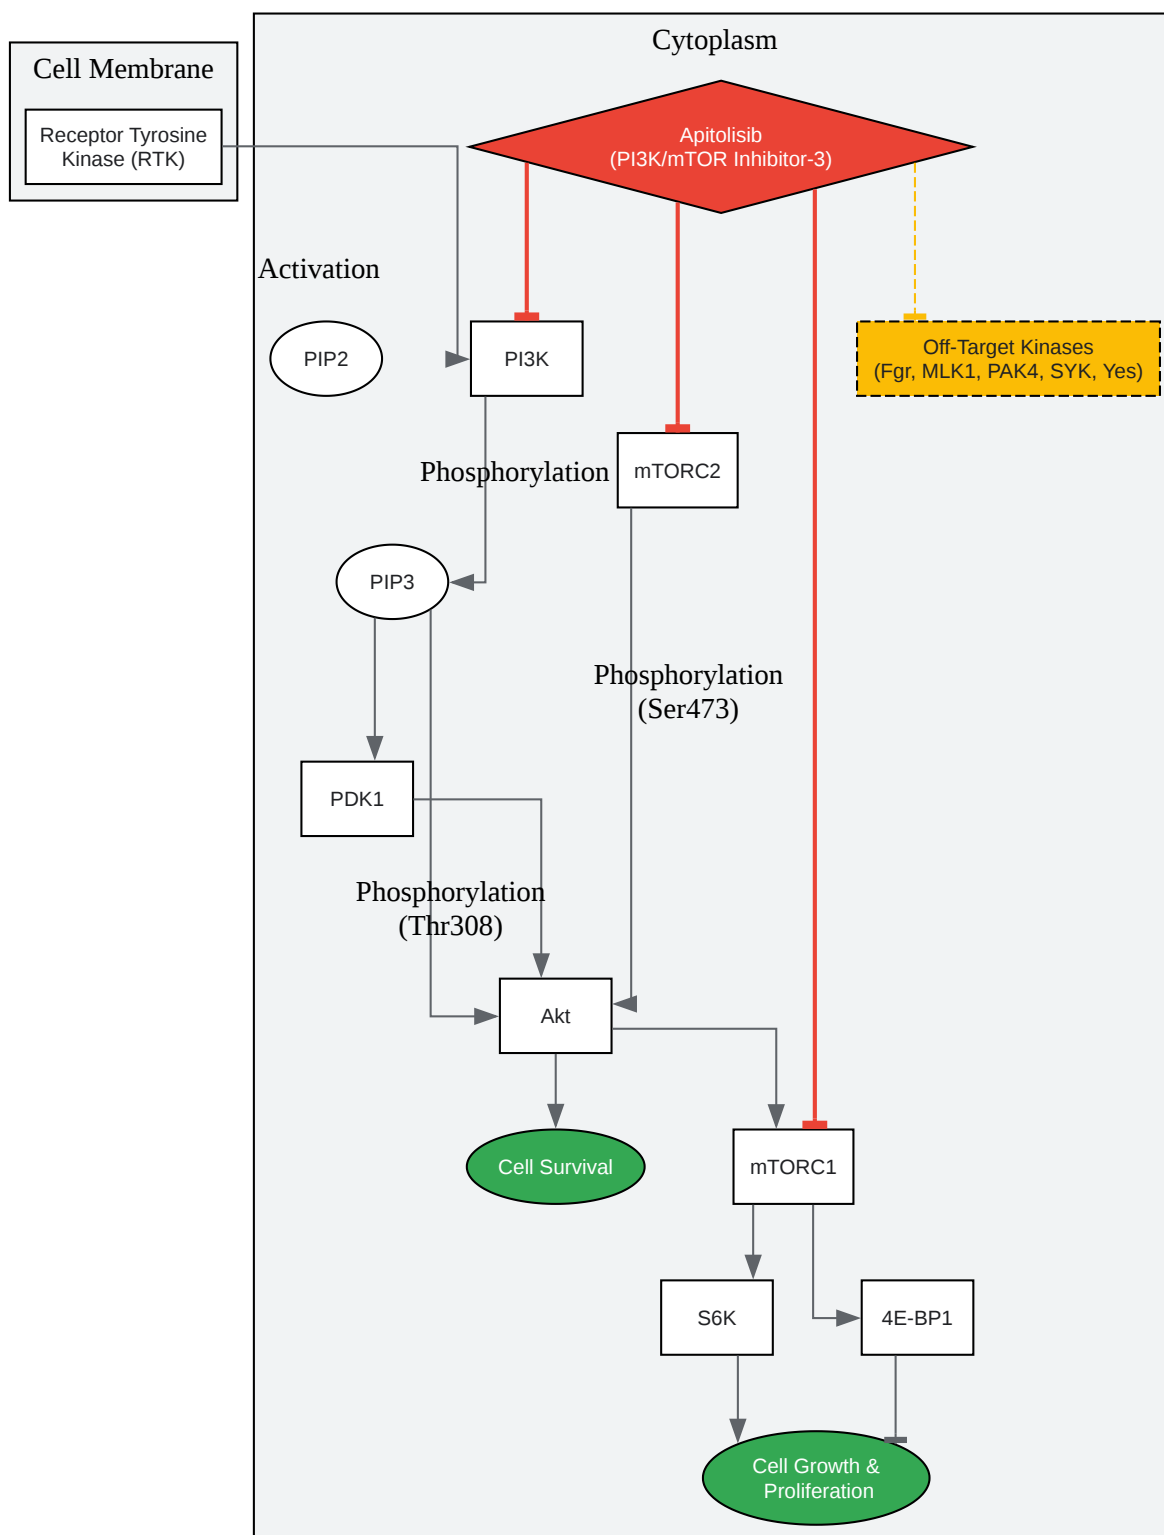 Cytoplasm
Cell Membrane
Receptor Tyrosine
Kinase (RTK)
Apitolisib
(PI3K/mTOR Inhibitor-3)
Activation
PIP2
PI3K
Off-Target Kinases
(Fgr, MLK1, PAK4, SYK, Yes)
Phosphorylation
mTORC2
PIP3
Phosphorylation
(Ser473)
PDK1
Phosphorylation
(Thr308)
Akt
Cell Survival
mTORC1
S6K
4E-BP1
Cell Growth &
Proliferation